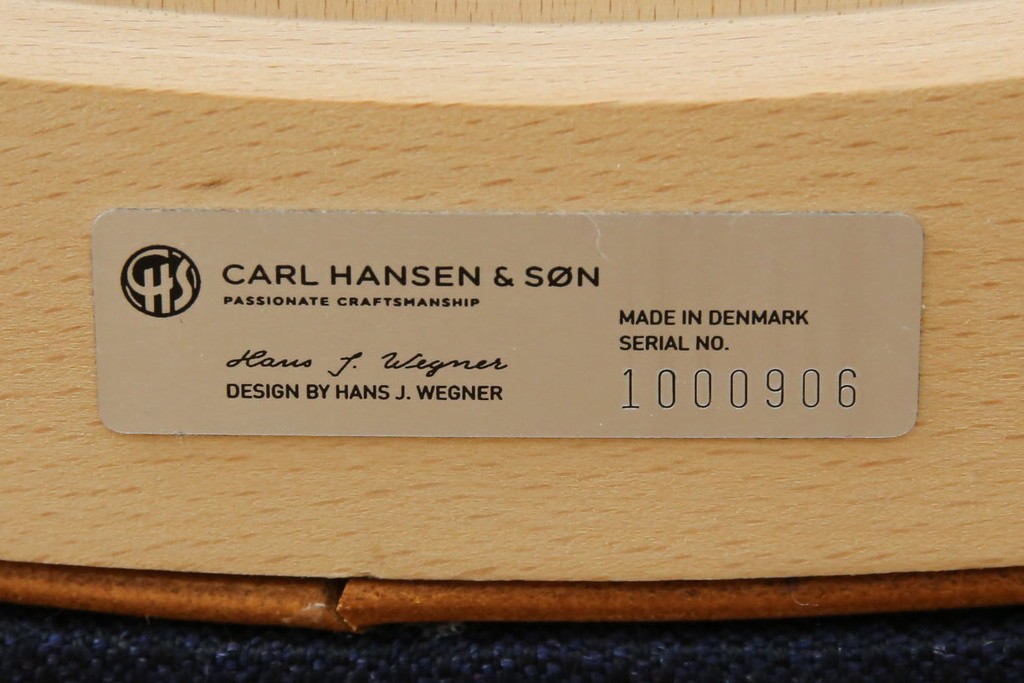 CHS
CARL HANSEN & SØN
PASSIONATE CRAFTSMANSHIP
Hans J. Wegner
DESIGN BY HANS J. WEGNER
MADE IN DENMARK
SERIAL NO.
1000906